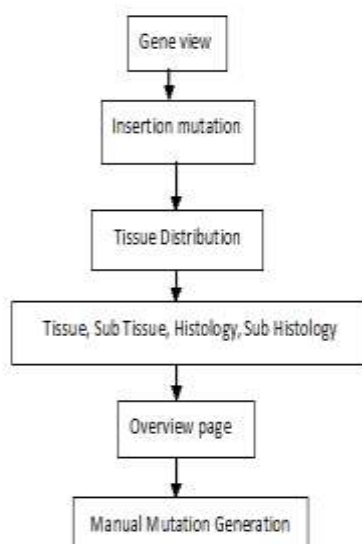 Gene view
Insertion mutation
Tissue Distribution
Tissue, Sub Tissue, Histology, Sub Histology
Overview page
Manual Mutation Generation